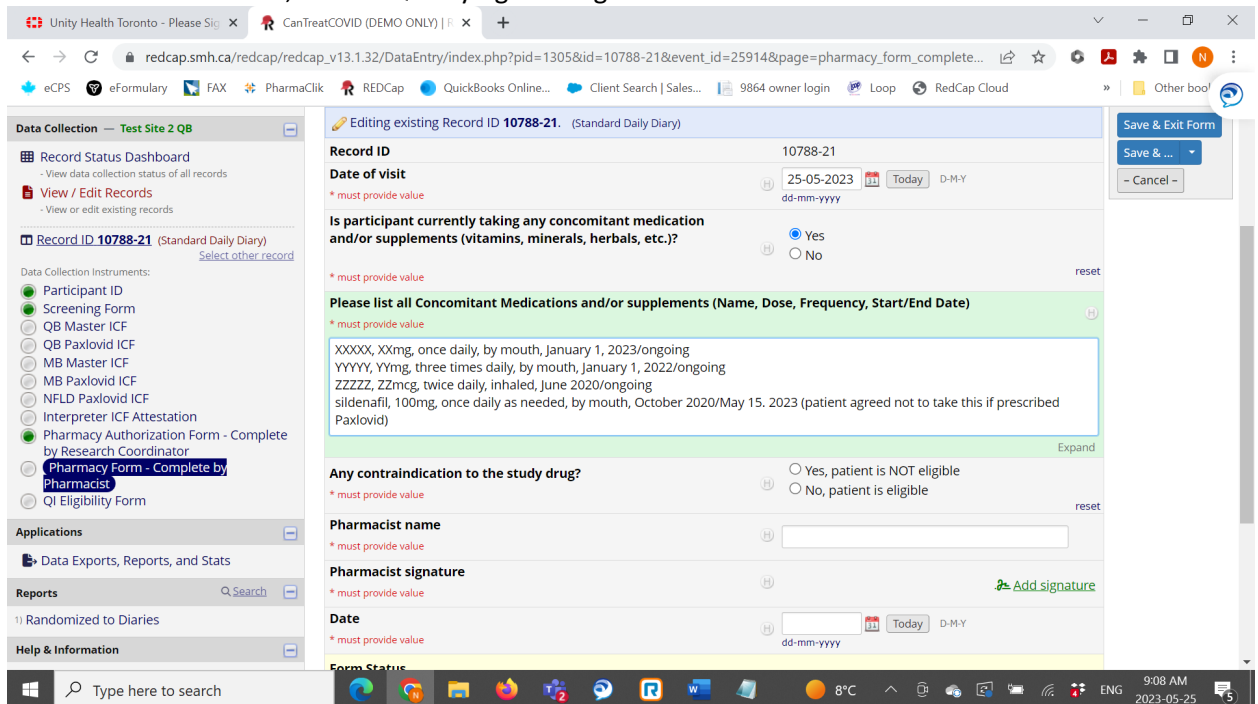 Unity Health Toronto - Please Sig
CanTreatCOVID (DEMO ONLY) | R
redcap.smh.ca/redcap/redcap_v13.1.32/DataEntry/index.php?pid=1305&id=10788-21&event_id=25914&page=pharmacy_form_complete...
eCPS eFormulary FAX PharmaClik REDCap QuickBooks Online... Client Search | Sales... 9864 owner login Loop RedCap Cloud » Other boo
Data Collection — Test Site 2 QB
Record Status Dashboard
- View data collection status of all records
View / Edit Records
- View or edit existing records
Record ID 10788-21 (Standard Daily Diary)
Select other record
Data Collection Instruments:
Participant ID
Screening Form
QB Master ICF
QB Paxlovid ICF
MB Master ICF
MB Paxlovid ICF
NFLD Paxlovid ICF
Interpreter ICF Attestation
Pharmacy Authorization Form - Complete
by Research Coordinator
Pharmacy Form - Complete by
Pharmacist
QI Eligibility Form
Applications
Data Exports, Reports, and Stats
Reports Search
1) Randomized to Diaries
Help & Information
Editing existing Record ID 10788-21. (Standard Daily Diary)
Record ID 10788-21
Date of visit
* must provide value
H 25-05-2023 31 Today D-M-Y
dd-mm-yyyy
Is participant currently taking any concomitant medication
and/or supplements (vitamins, minerals, herbals, etc.)?
* must provide value
H Yes
No
reset
Please list all Concomitant Medications and/or supplements (Name, Dose, Frequency, Start/End Date)
* must provide value
H
XXXXX, XXmg, once daily, by mouth, January 1, 2023/ongoing
YYYYY, YYmg, three times daily, by mouth, January 1, 2022/ongoing
ZZZZZ, ZZmcg, twice daily, inhaled, June 2020/ongoing
sildenafil, 100mg, once daily as needed, by mouth, October 2020/May 15. 2023 (patient agreed not to take this if prescribed
Paxlovid)
Expand
Any contraindication to the study drug?
* must provide value
H Yes, patient is NOT eligible
No, patient is eligible
reset
Pharmacist name
* must provide value
H
Pharmacist signature
* must provide value
H Add signature
Date
* must provide value
H 31 Today D-M-Y
dd-mm-yyyy
Form Status
Save & Exit Form
Save & ...
– Cancel –
Type here to search
8°C ENG
9:08 AM
2023-05-25